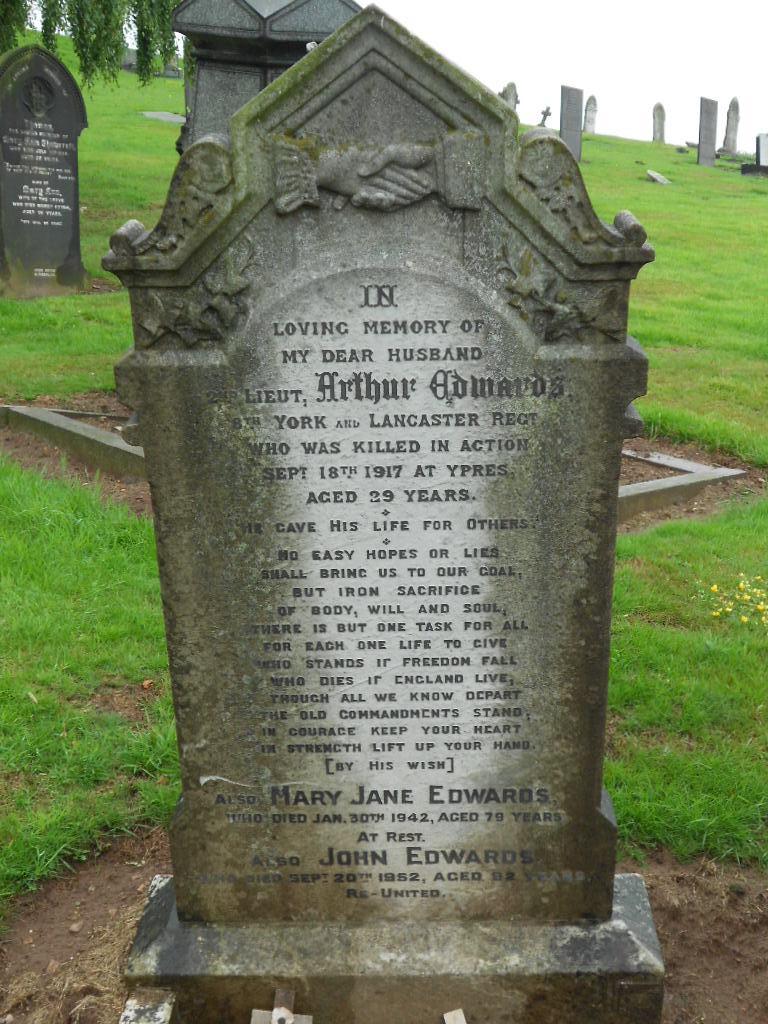 IN
LOVING MEMORY OF
MY DEAR HUSBAND
2ND LIEUT, Arthur Edwards,
8TH YORK AND LANCASTER REGT
WHO WAS KILLED IN ACTION
SEPT 18TH 1917 AT YPRES,
AGED 29 YEARS.
HE GAVE HIS LIFE FOR OTHERS.
NO EASY HOPES OR LIES
SHALL BRING US TO OUR GOAL,
BUT IRON SACRIFICE
OF BODY, WILL AND SOUL,
THERE IS BUT ONE TASK FOR ALL
FOR EACH ONE LIFE TO GIVE
WHO STANDS IF FREEDOM FALL
WHO DIES IF ENGLAND LIVE,
THOUGH ALL WE KNOW DEPART
THE OLD COMMANDMENTS STAND,
IN COURAGE KEEP YOUR HEART
IN STRENGTH LIFT UP YOUR HAND.
[BY HIS WISH]
ALSO MARY JANE EDWARDS,
WHO DIED JAN. 30TH 1942, AGED 79 YEARS
AT REST.
ALSO JOHN EDWARDS
WHO DIED SEPT 20TH 1952, AGED 92 YEARS.
RE-UNITED.